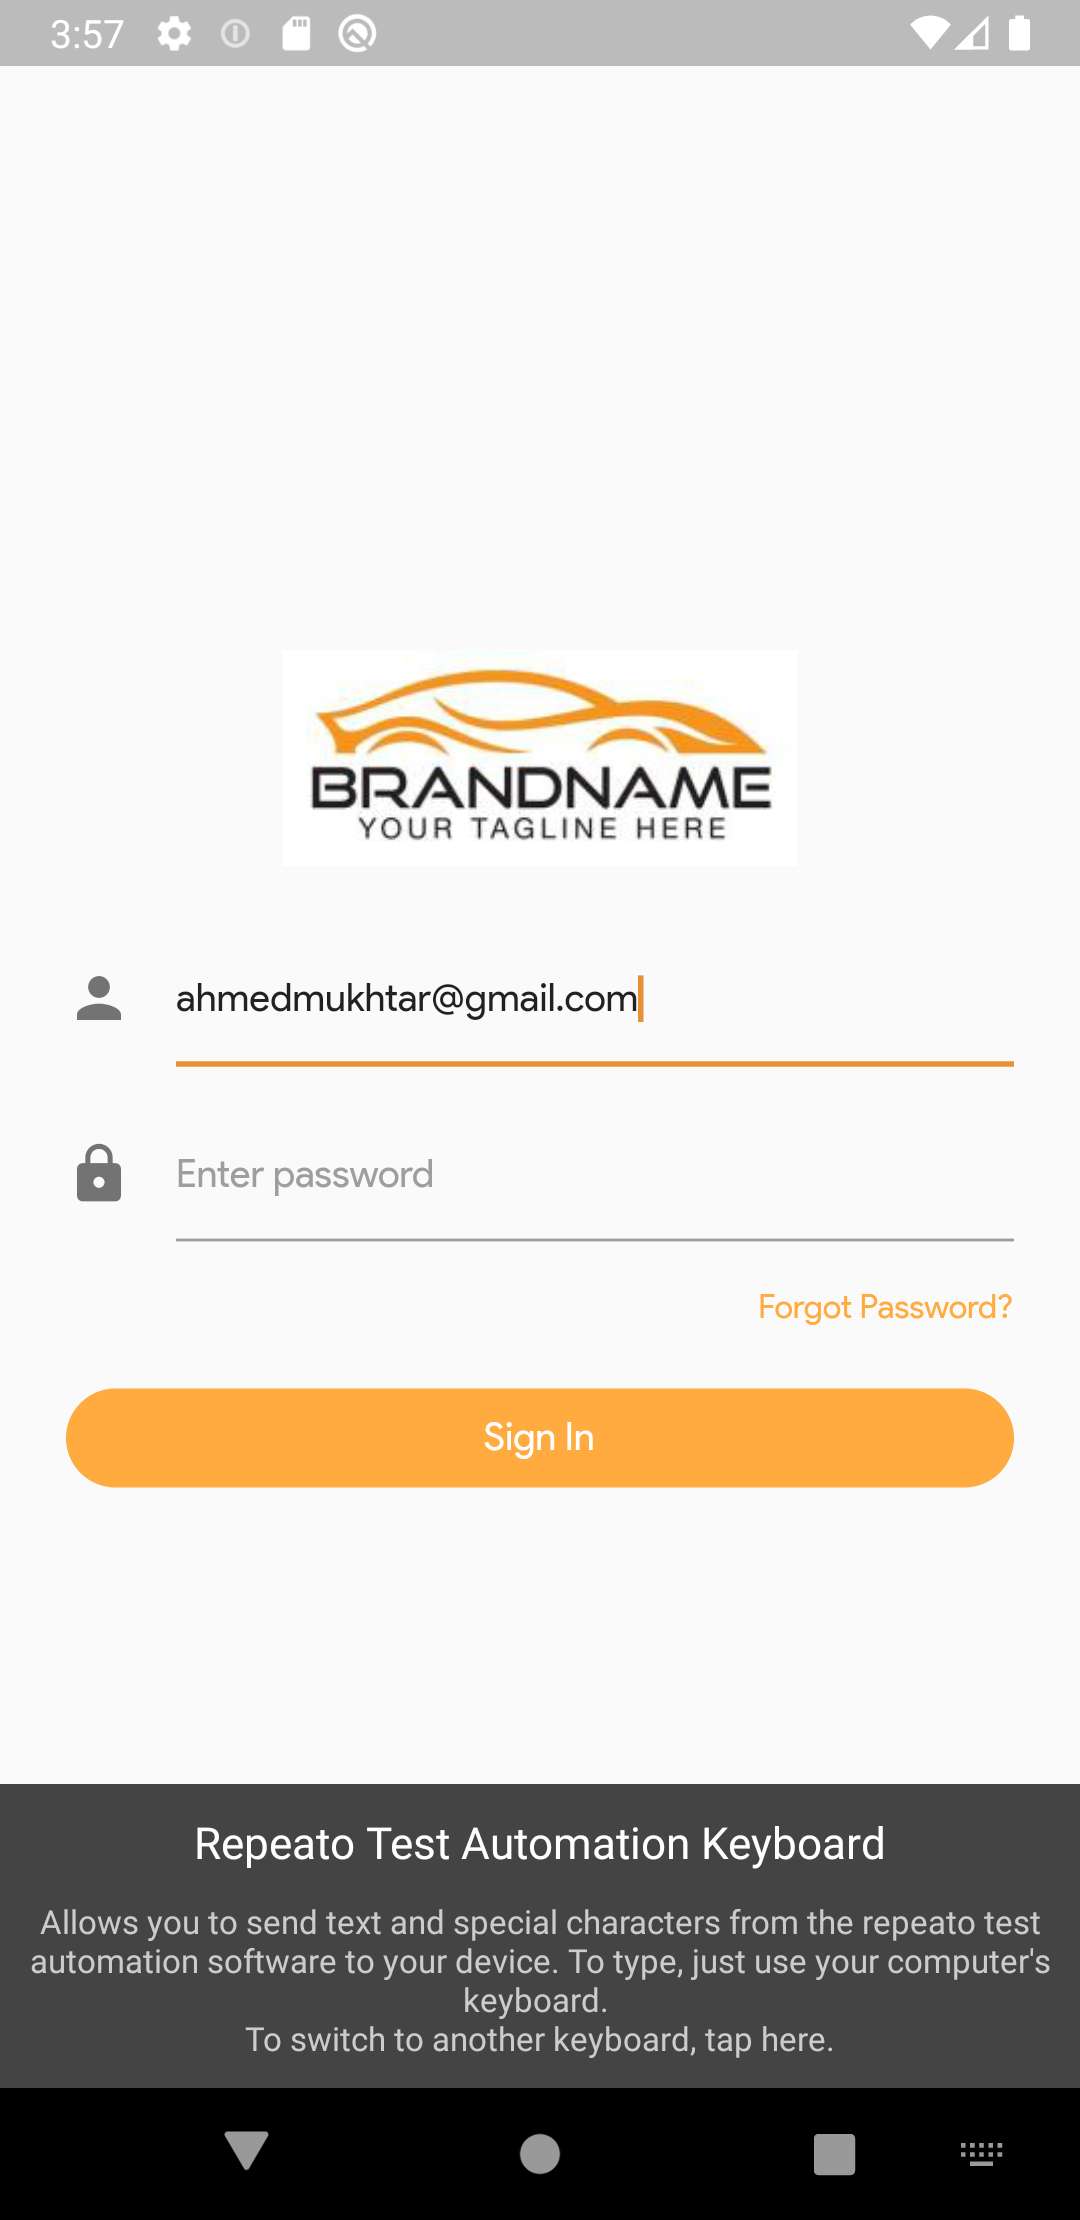 3:57
BRANDNAME
YOUR TAGLINE HERE
ahmedmukhtar@gmail.com
Enter password
Forgot Password?
Sign In
Repeato Test Automation Keyboard
Allows you to send text and special characters from the repeato test
automation software to your device. To type, just use your computer's
keyboard.
To switch to another keyboard, tap here.